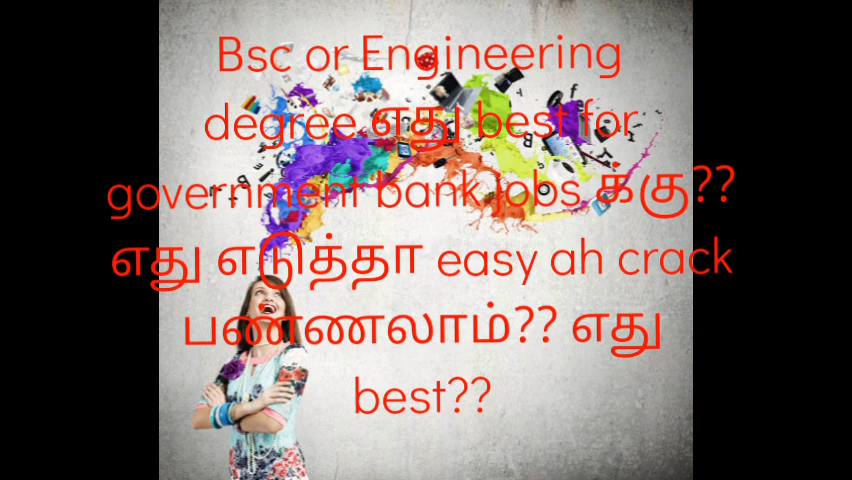 Bsc or Engineering
degree எது best for
government bank jobs க்கு??
எது எடுத்தா easy ah crack
பண்ணலாம்?? எது
best??